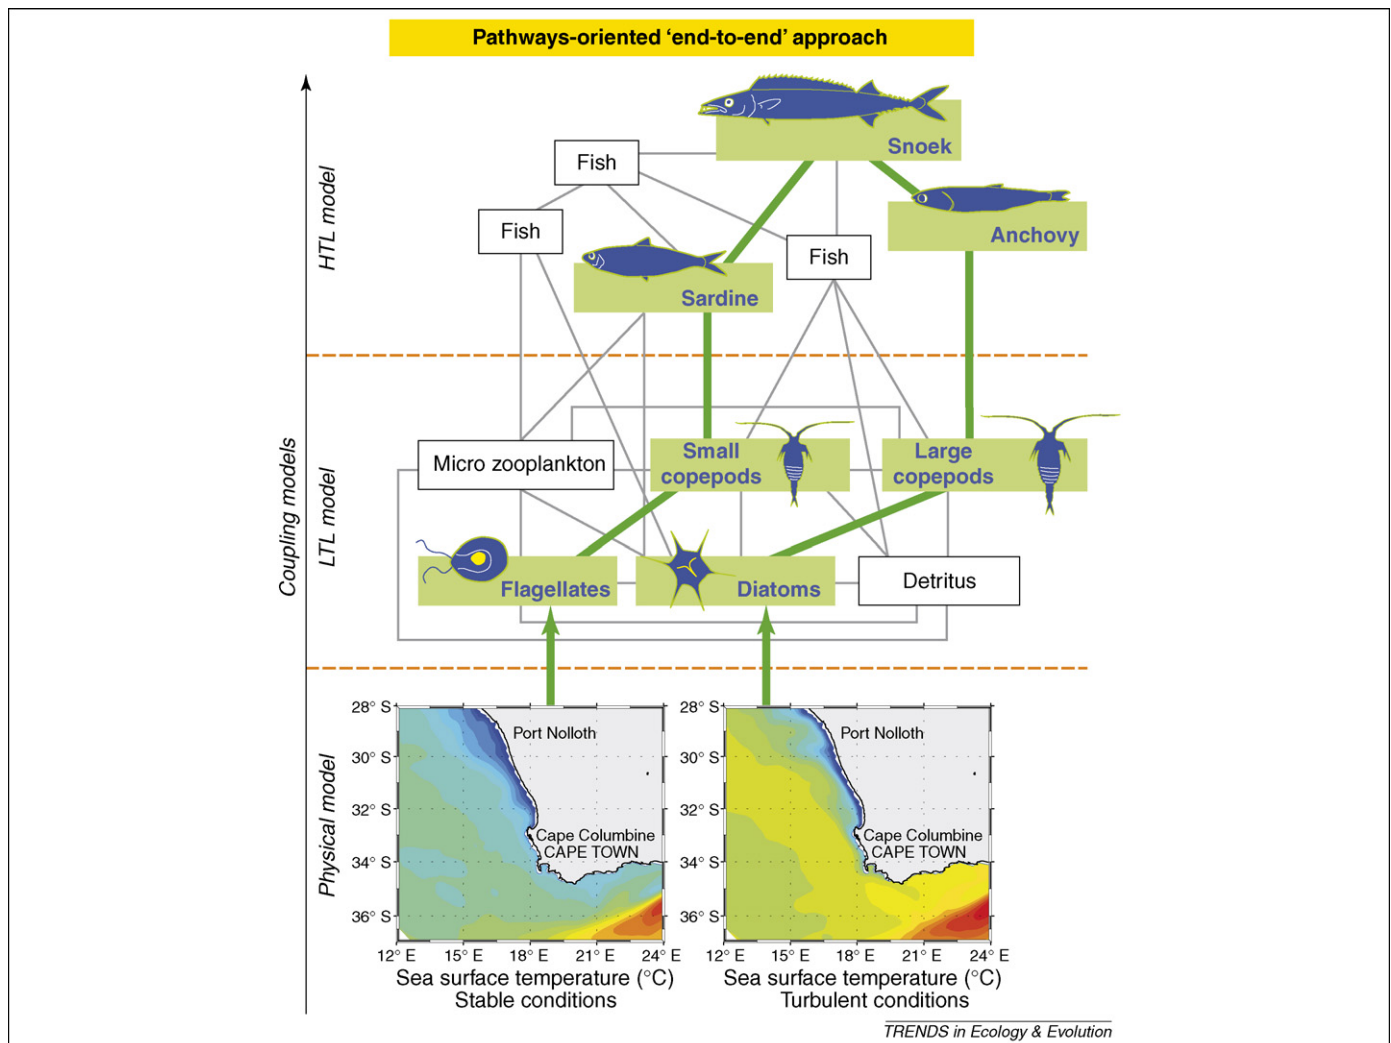 Pathways-oriented ‘end-to-end’ approach
Snoek
Fish
Anchovy
Fish
Fish
Sardine
HTL model
Small
copepods
Large
copepods
Micro zooplankton
Coupling models
LTL model
Flagellates
Diatoms
Detritus
Physical model
28° S
30° S
32° S
34° S
36° S
Port Nolloth
Cape Columbine
CAPE TOWN
12° E 15° E 18° E 21° E 24° E
Sea surface temperature (°C)
Stable conditions
28° S
30° S
32° S
34° S
36° S
Port Nolloth
Cape Columbine
CAPE TOWN
12° E 15° E 18° E 21° E 24° E
Sea surface temperature (°C)
Turbulent conditions
TRENDS in Ecology & Evolution